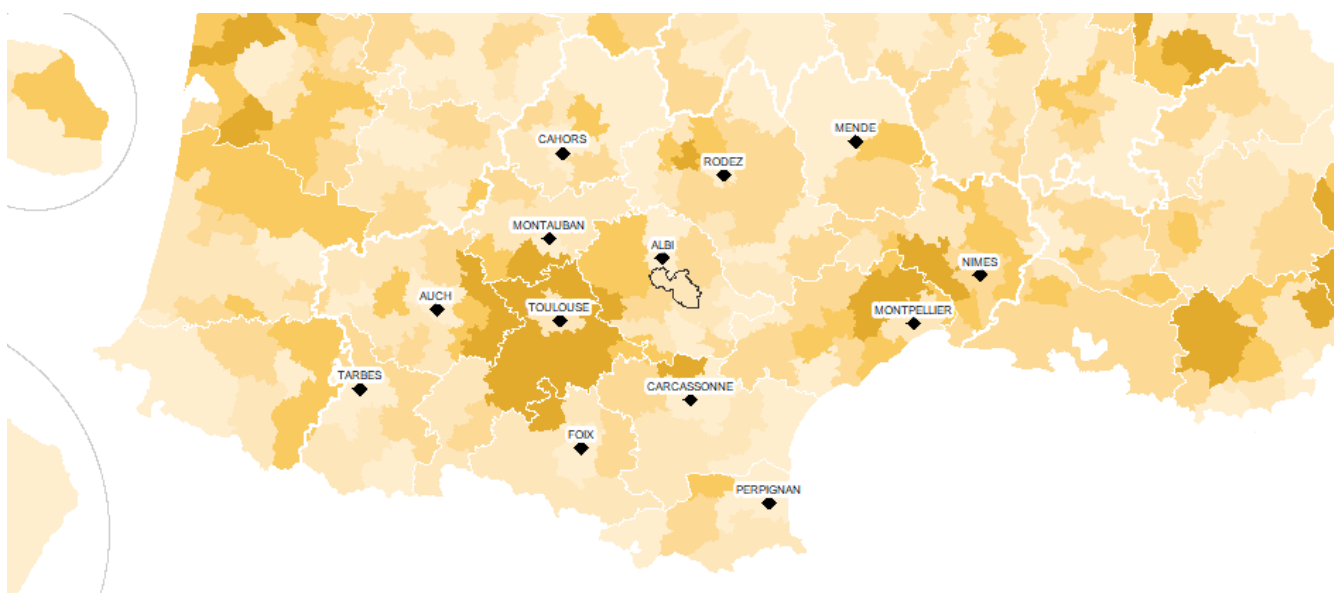 MENDE
CAHORS
RODEZ
MONTAUBAN
ALBI
NIMES
AUCH
TOULOUSE
MONTPELLIER
TARBES
CARCASSONNE
FOIX
PERPIGNAN